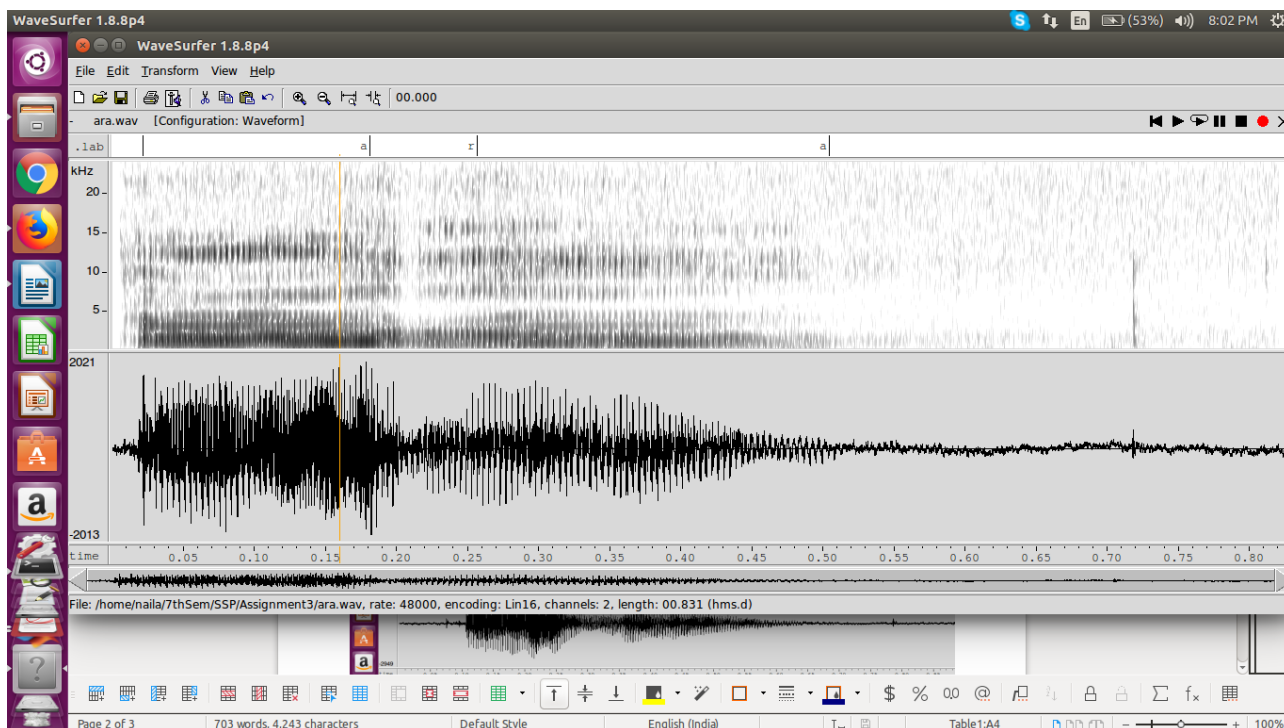 WaveSurfer 1.8.8p4
En (53%) 8:02 PM
WaveSurfer 1.8.8p4
File Edit Transform View Help
00.000
- ara.wav [Configuration: Waveform]
.lab a r a
kHz
20
15
10
5
2021
-2013
time 0.05 0.10 0.15 0.20 0.25 0.30 0.35 0.40 0.45 0.50 0.55 0.60 0.65 0.70 0.75 0.80
File: /home/naila/7thSem/SSP/Assignment3/ara.wav, rate: 48000, encoding: Lin16, channels: 2, length: 00.831 (hms.d)
-2949
Page 2 of 3 703 words, 4,243 characters Default Style English (India) Table1:A4 100%